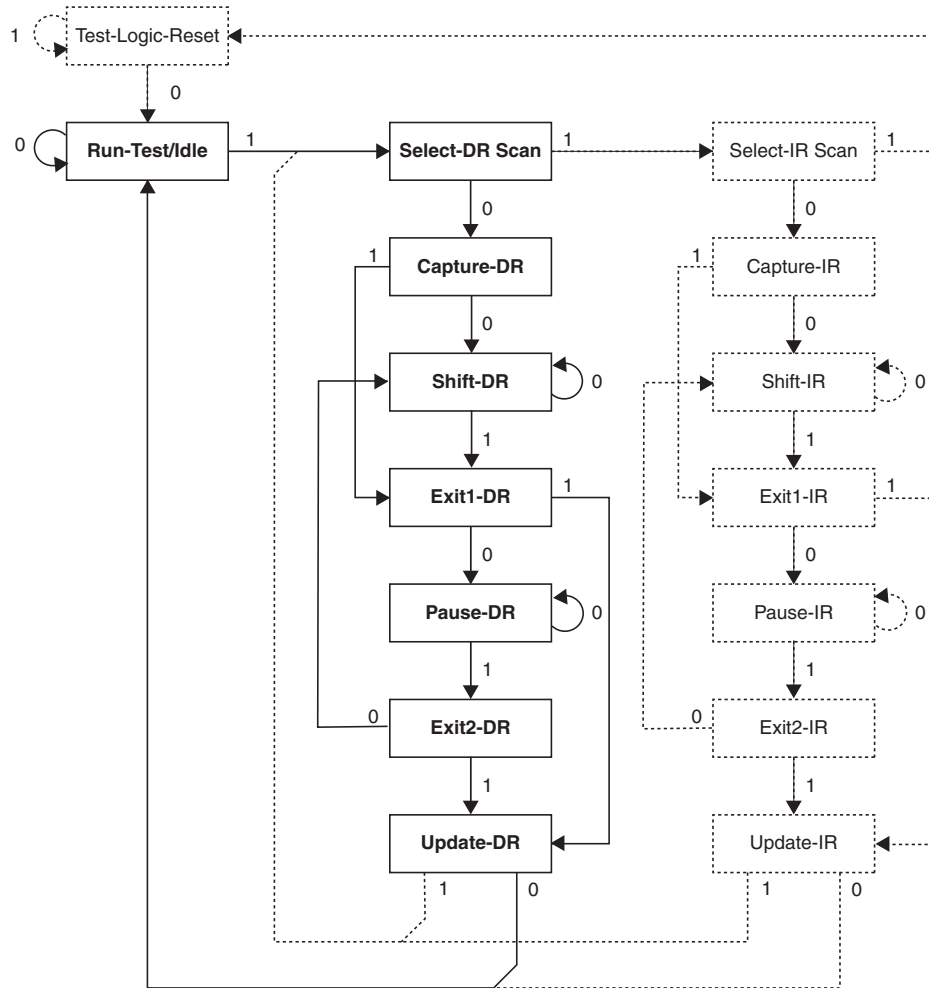 1
Test-Logic-Reset
0
0
Run-Test/Idle
1
Select-DR Scan
1
Select-IR Scan
1
0
0
1
Capture-DR
1
Capture-IR
0
0
Shift-DR
0
Shift-IR
0
1
1
Exit1-DR
1
Exit1-IR
1
0
0
Pause-DR
0
Pause-IR
0
1
1
0
Exit2-DR
0
Exit2-IR
1
1
Update-DR
Update-IR
1
0
1
0